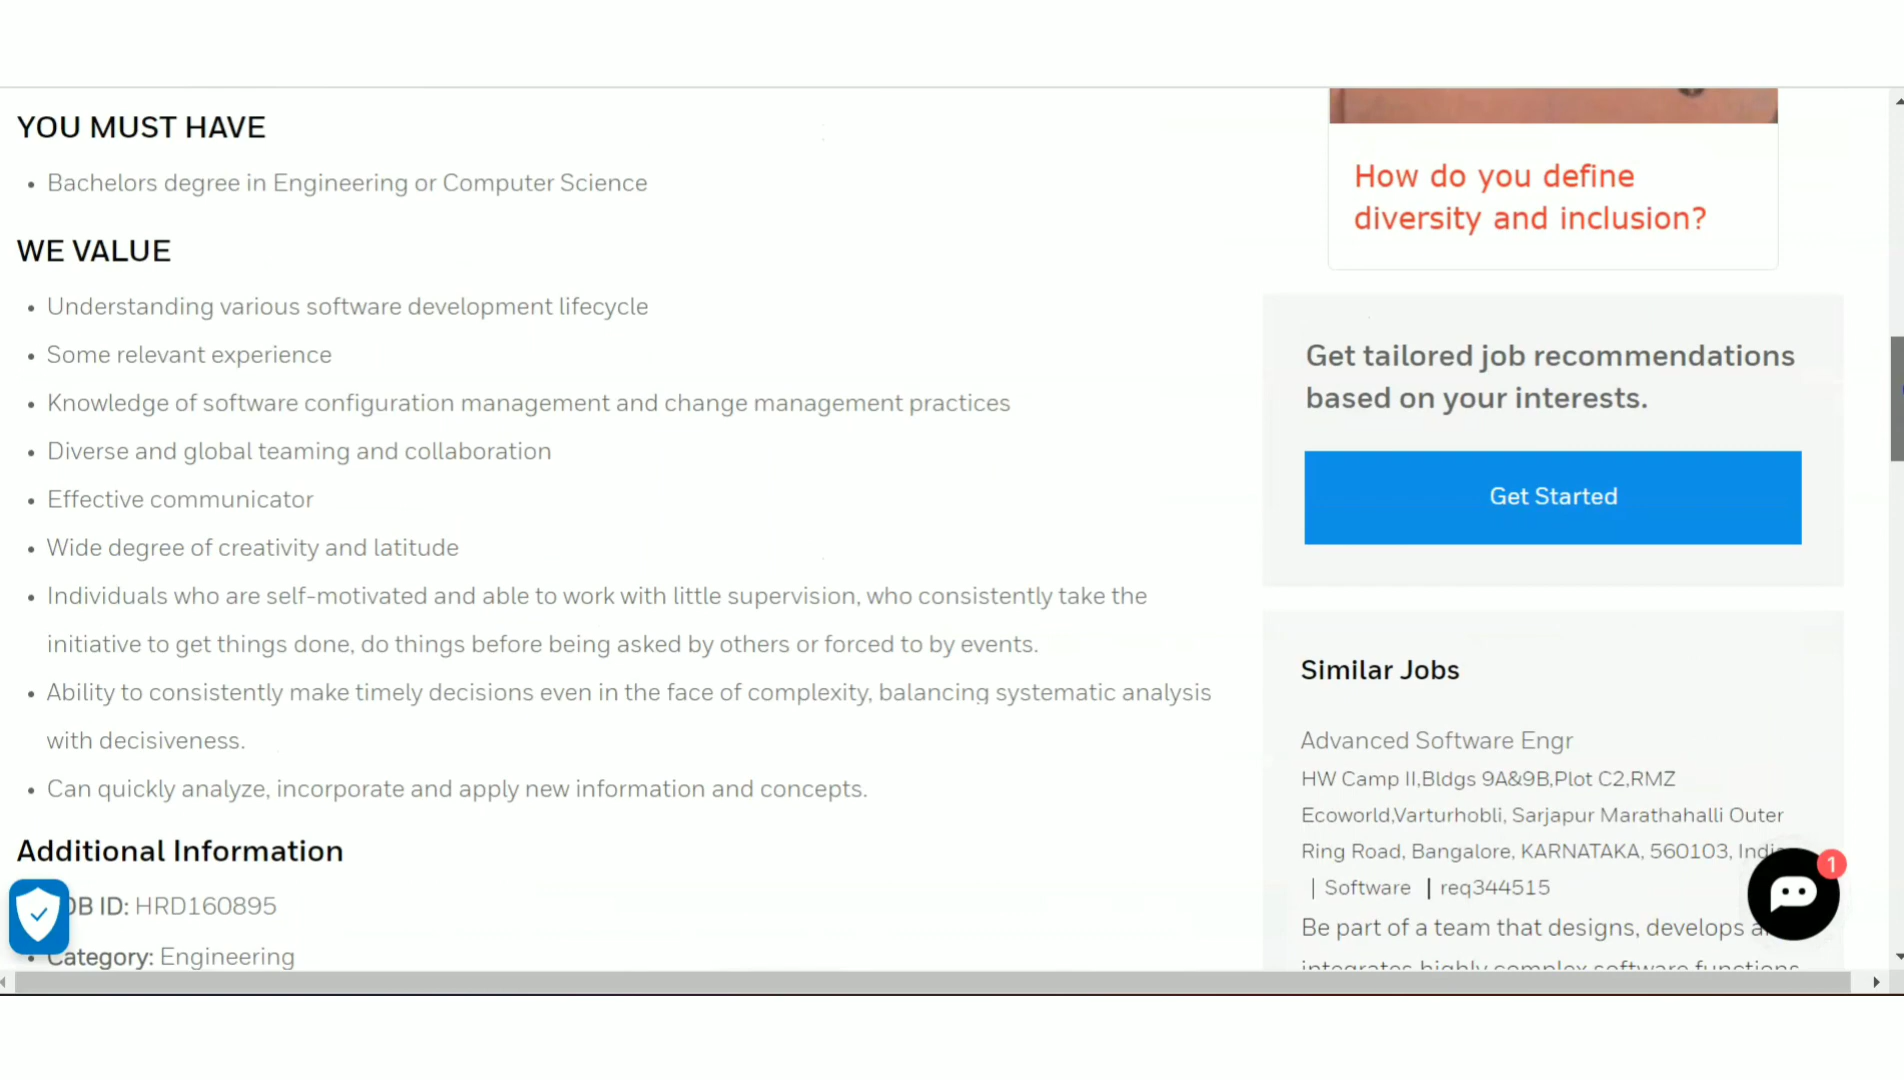 YOU MUST HAVE
• Bachelors degree in Engineering or Computer Science
WE VALUE
• Understanding various software development lifecycle
• Some relevant experience
• Knowledge of software configuration management and change management practices
• Diverse and global teaming and collaboration
• Effective communicator
• Wide degree of creativity and latitude
• Individuals who are self-motivated and able to work with little supervision, who consistently take the
initiative to get things done, do things before being asked by others or forced to by events.
• Ability to consistently make timely decisions even in the face of complexity, balancing systematic analysis
with decisiveness.
• Can quickly analyze, incorporate and apply new information and concepts.
Additional Information
OB ID: HRD160895
• Category: Engineering
How do you define
diversity and inclusion?
Get tailored job recommendations
based on your interests.
Get Started
Similar Jobs
Advanced Software Engr
HW Camp II,Bldgs 9A&9B,Plot C2,RMZ
Ecoworld,Varturhobli, Sarjapur Marathahalli Outer
Ring Road, Bangalore, KARNATAKA, 560103, India
| Software | req344515
Be part of a team that designs, develops a
integrates highly complex software functions
1